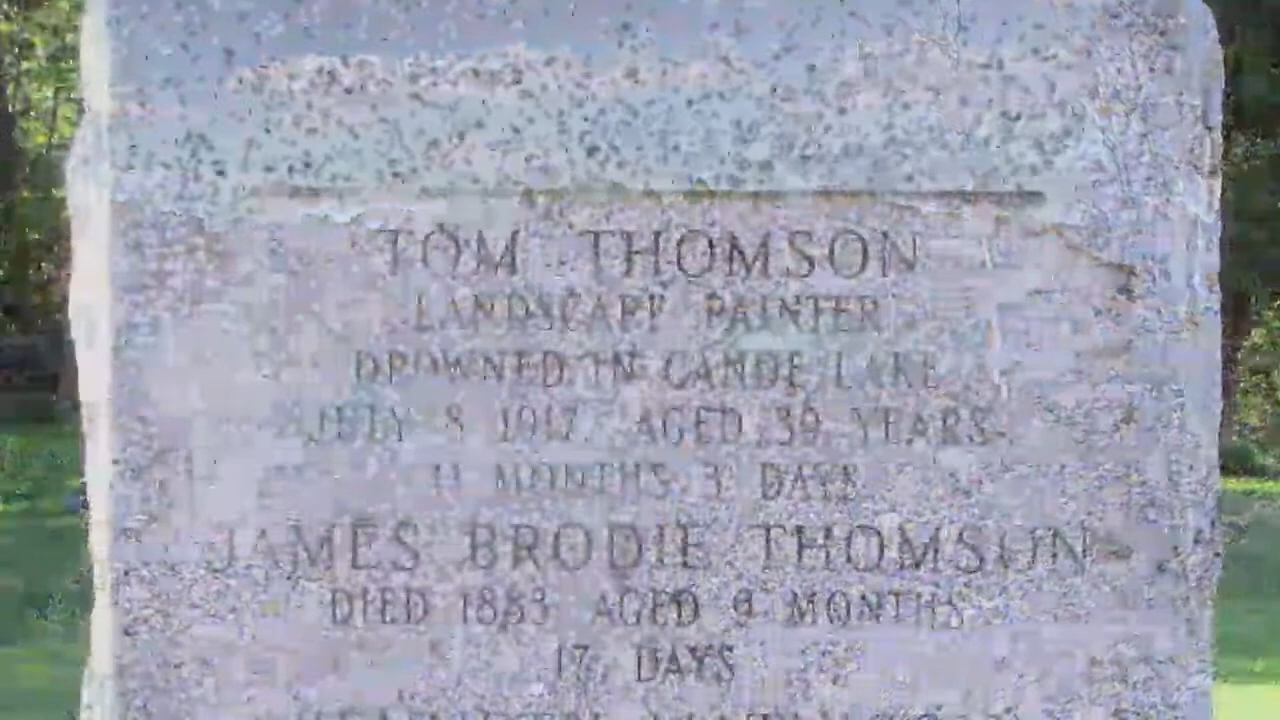 TOM THOMSON
LANDSCAPE PAINTER
DROWNED IN CANOE LAKE
JULY 8 1917 AGED 39 YEARS
11 MONTHS 3 DAYS
JAMES BRODIE THOMSON
DIED 1883 AGED 9 MONTHS
17 DAYS